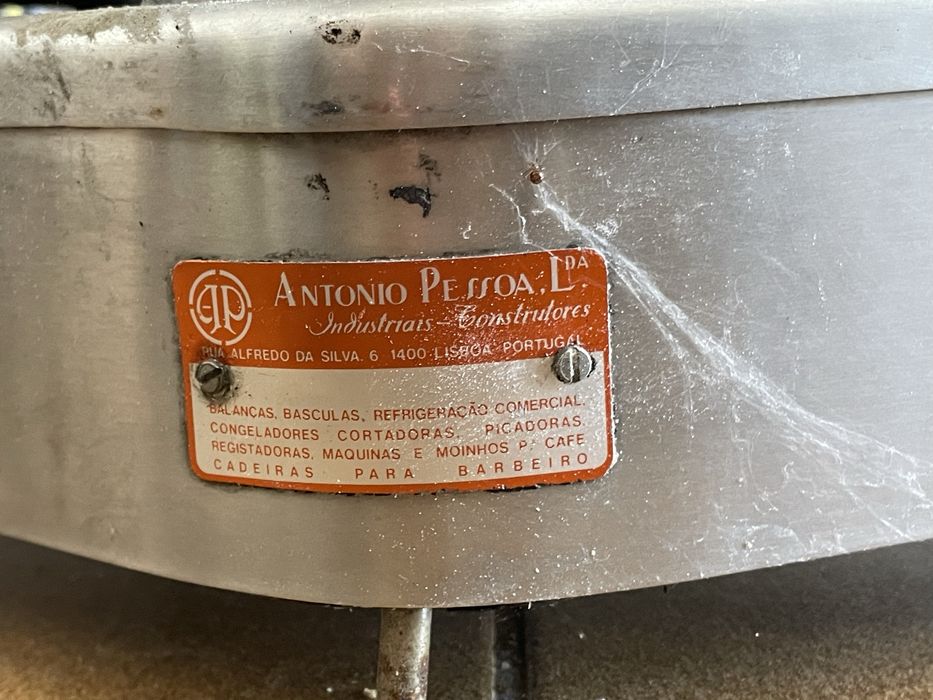 AP
ANTONIO PESSOA, LDA.
Industriais-Construtores
RUA ALFREDO DA SILVA. 6 1400 LISBOA PORTUGAL
BALANÇAS, BASCULAS, REFRIGERAÇÃO COMERCIAL,
CONGELADORES CORTADORAS, PICADORAS,
REGISTADORAS, MAQUINAS E MOINHOS P.ª CAFE
CADEIRAS PARA BARBEIRO